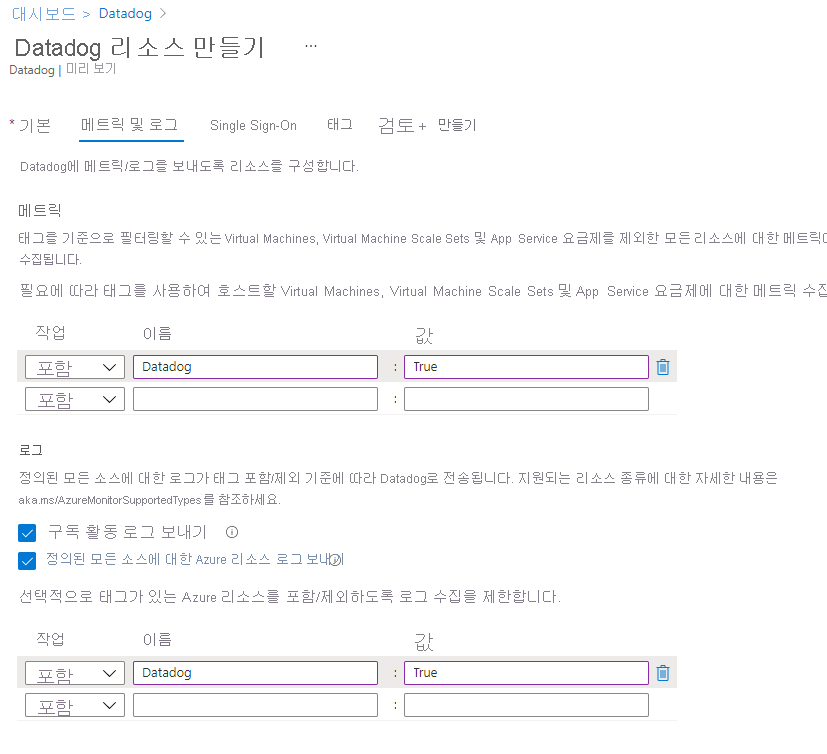 대시보드 > Datadog >
Datadog 리소스 만들기 ...
Datadog | 미리 보기
* 기본 메트릭 및 로그 Single Sign-On 태그 검토 + 만들기
Datadog에 메트릭/로그를 보내도록 리소스를 구성합니다.
메트릭
태그를 기준으로 필터링할 수 있는 Virtual Machines, Virtual Machine Scale Sets 및 App Service 요금제를 제외한 모든 리소스에 대한 메트릭
수집됩니다.
필요에 따라 태그를 사용하여 호스트할 Virtual Machines, Virtual Machine Scale Sets 및 App Service 요금제에 대한 메트릭 수집
작업 이름 값
포함 Datadog : True
포함 :
로그
정의된 모든 소스에 대한 로그가 태그 포함/제외 기준에 따라 Datadog로 전송됩니다. 지원되는 리소스 종류에 대한 자세한 내용은
aka.ms/AzureMonitorSupportedTypes를 참조하세요.
구독 활동 로그 보내기
정의된 모든 소스에 대한 Azure 리소스 로그 보내기
선택적으로 태그가 있는 Azure 리소스를 포함/제외하도록 로그 수집을 제한합니다.
작업 이름 값
포함 Datadog : True
포함 :